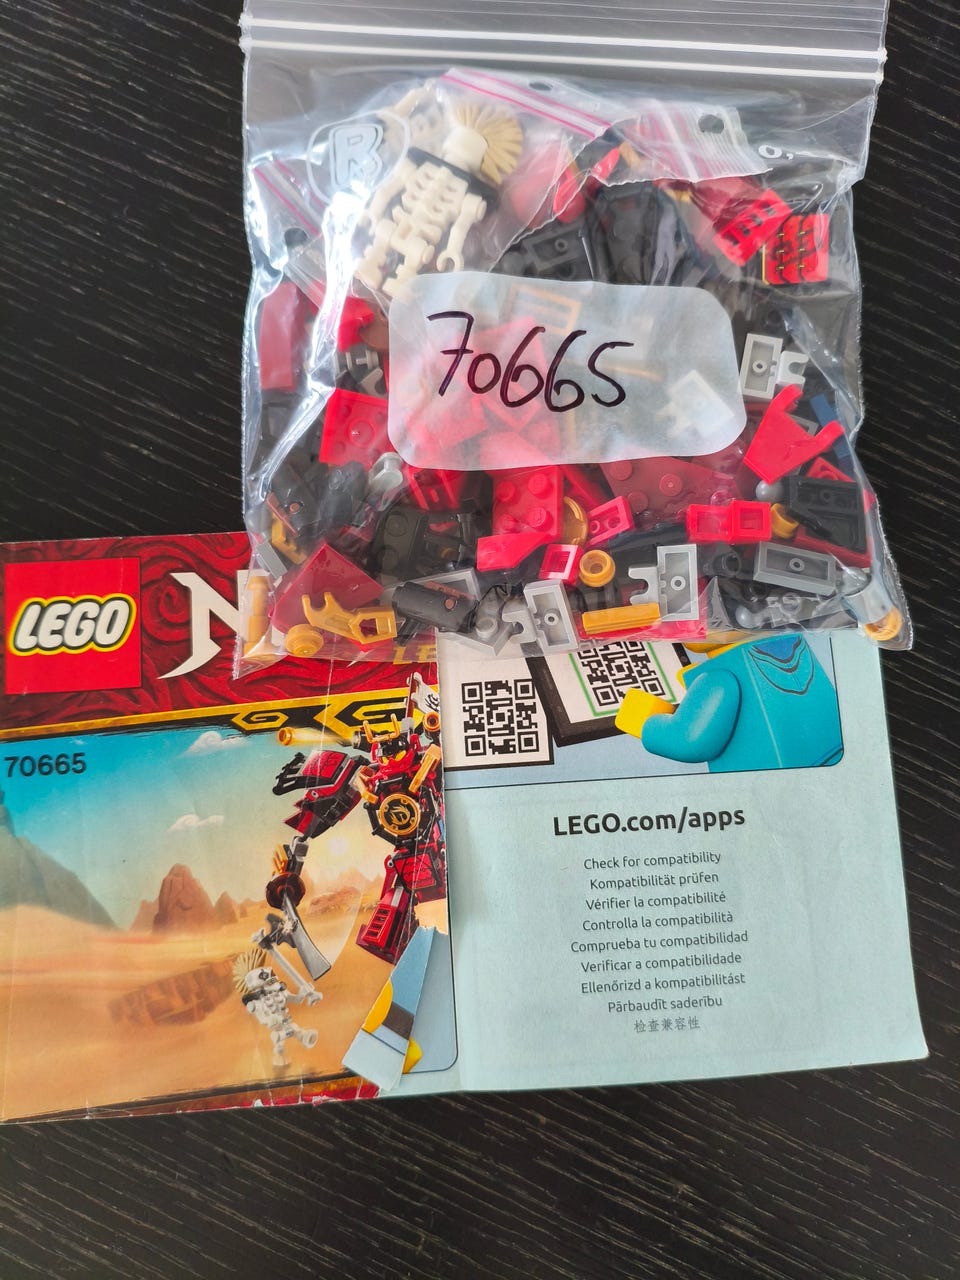 R
70665
LEGO
N
LE
70665
LEGO.com/apps
Check for compatibility
Kompatibilität prüfen
Vérifier la compatibilité
Controlla la compatibilità
Comprueba tu compatibilidad
Verificar a compatibilidade
Ellenőrizd a kompatibilitást
Pārbaudīt saderību
检查兼容性